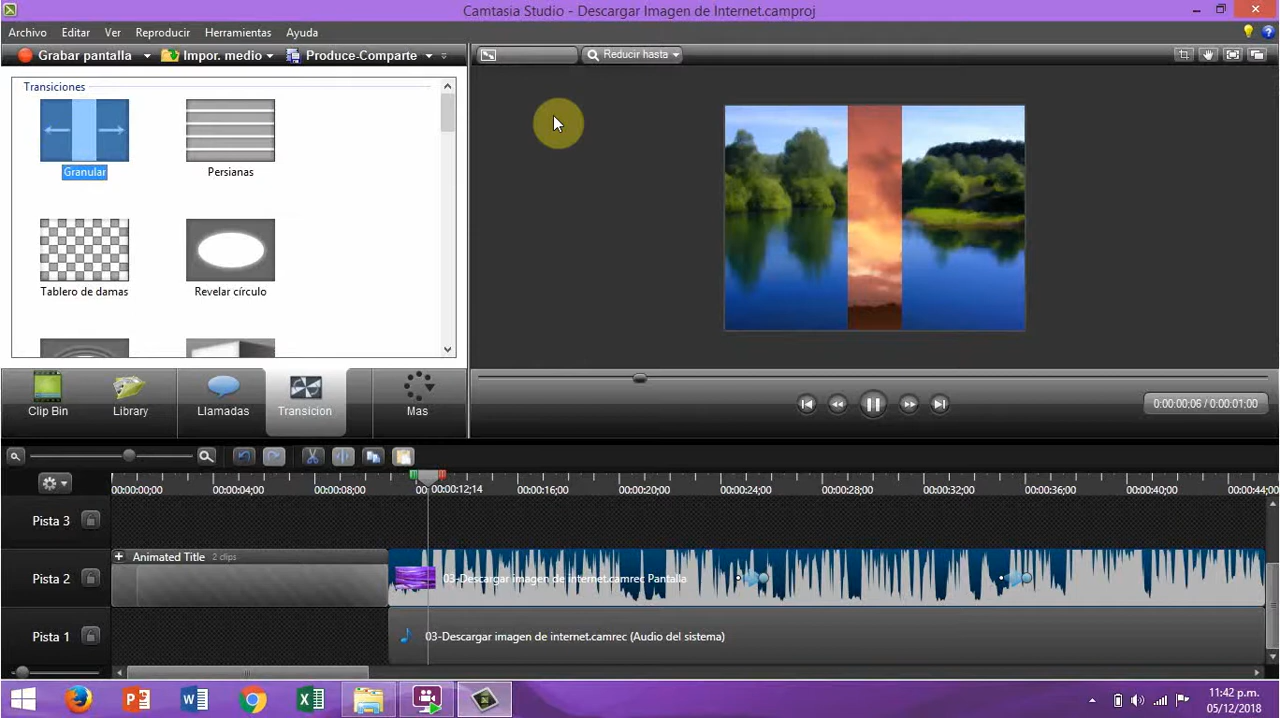 Camtasia Studio - Descargar Imagen de Internet.camproj
Archivo Editar Ver Reproducir Herramientas Ayuda
Grabar pantalla Impor. medio Produce-Comparte
Reducir hasta
Transiciones
Granular Persianas
Tablero de damas Revelar círculo
Clip Bin Library Llamadas Transicion Mas
0:00:00;06 / 0:00:01;00
00:00:00;00 00:00:04;00 00:00:08;00 00:00:12;14 00:00:16;00 00:00:20;00 00:00:24;00 00:00:28;00 00:00:32;00 00:00:36;00 00:00:40;00 00:00:44;00
Pista 3
+ Animated Title 2 clips
Pista 2 03-Descargar imagen de internet.camrec Pantalla
Pista 1 03-Descargar imagen de internet.camrec (Audio del sistema)
11:42 p.m.
05/12/2018